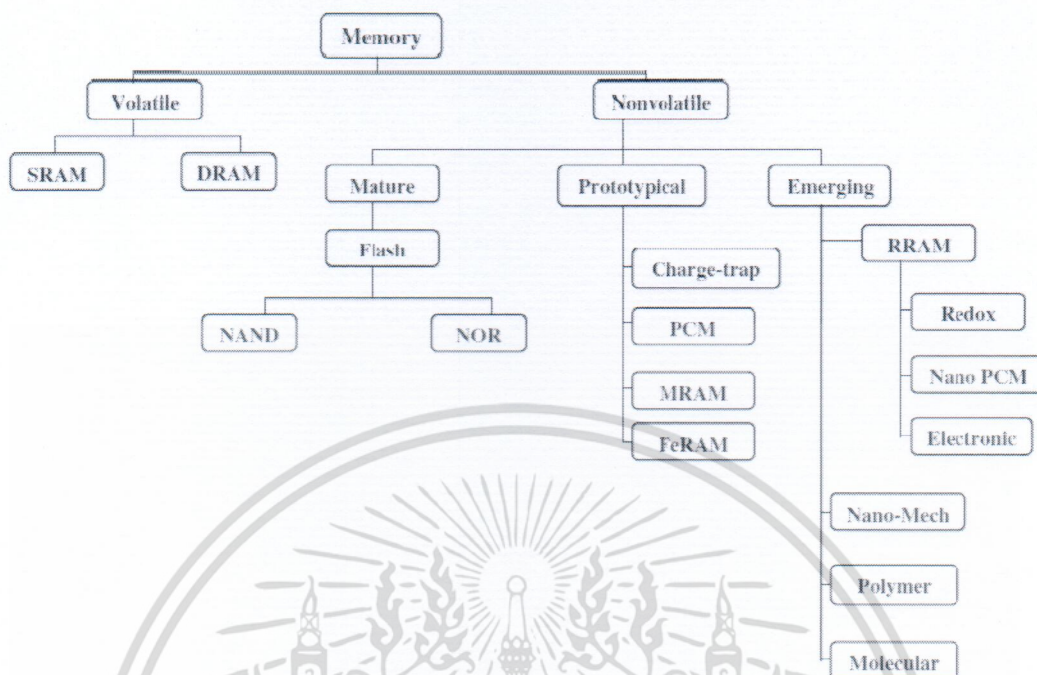 Memory
Volatile
Nonvolatile
SRAM
DRAM
Mature
Prototypical
Emerging
Flash
RRAM
Charge-trap
NAND
NOR
PCM
Redox
MRAM
Nano PCM
FeRAM
Electronic
Nano-Mech
Polymer
Molecular